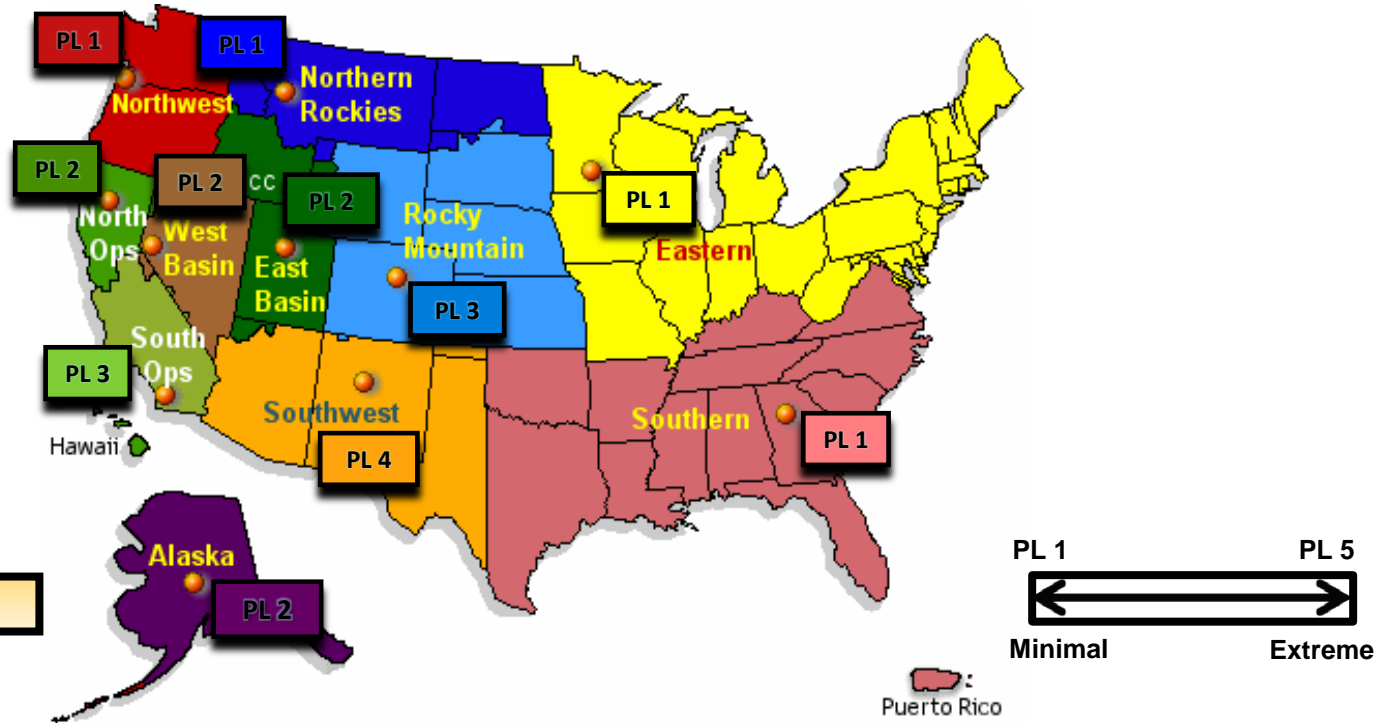 PL 1
PL 1
Northern
Rockies
Northwest
PL 2
PL 2
CC
PL 2
PL 1
North
Ops
West
Basin
Rocky
Mountain
Eastern
East
Basin
PL 3
South
Ops
PL 3
Southwest
Southern
Hawaii
PL 4
PL 1
Alaska
PL 2
PL 1
PL 5
Minimal
Extreme
Puerto Rico